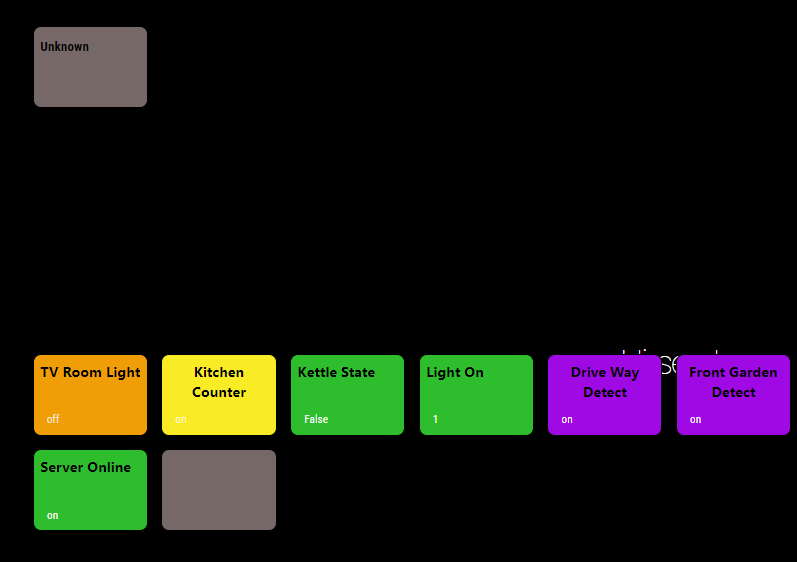 Unknown
TV Room Light
off
Kitchen
Counter
on
Kettle State
False
Light On
1
Drive Way
Detect
on
Front Garden
Detect
on
Server Online
on